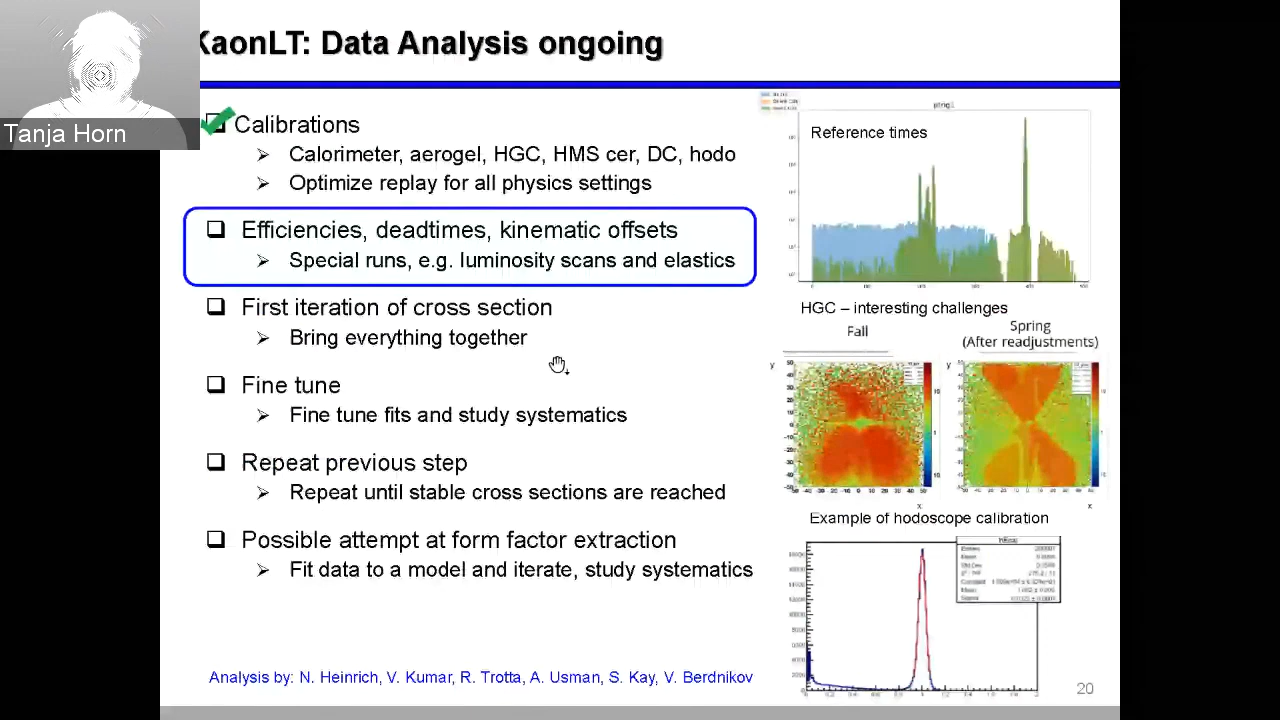 KaonLT: Data Analysis ongoing
Tanja Horn
Calibrations
Calorimeter, aerogel, HGC, HMS cer, DC, hodo
Optimize replay for all physics settings
Efficiencies, deadtimes, kinematic offsets
Special runs, e.g. luminosity scans and elastics
First iteration of cross section
Bring everything together
Fine tune
Fine tune fits and study systematics
Repeat previous step
Repeat until stable cross sections are reached
Possible attempt at form factor extraction
Fit data to a model and iterate, study systematics
Analysis by: N. Heinrich, V. Kumar, R. Trotta, A. Usman, S. Kay, V. Berdnikov
Reference times
HGC – interesting challenges
Fall
Spring
(After readjustments)
y
y
x
x
Example of hodoscope calibration
20